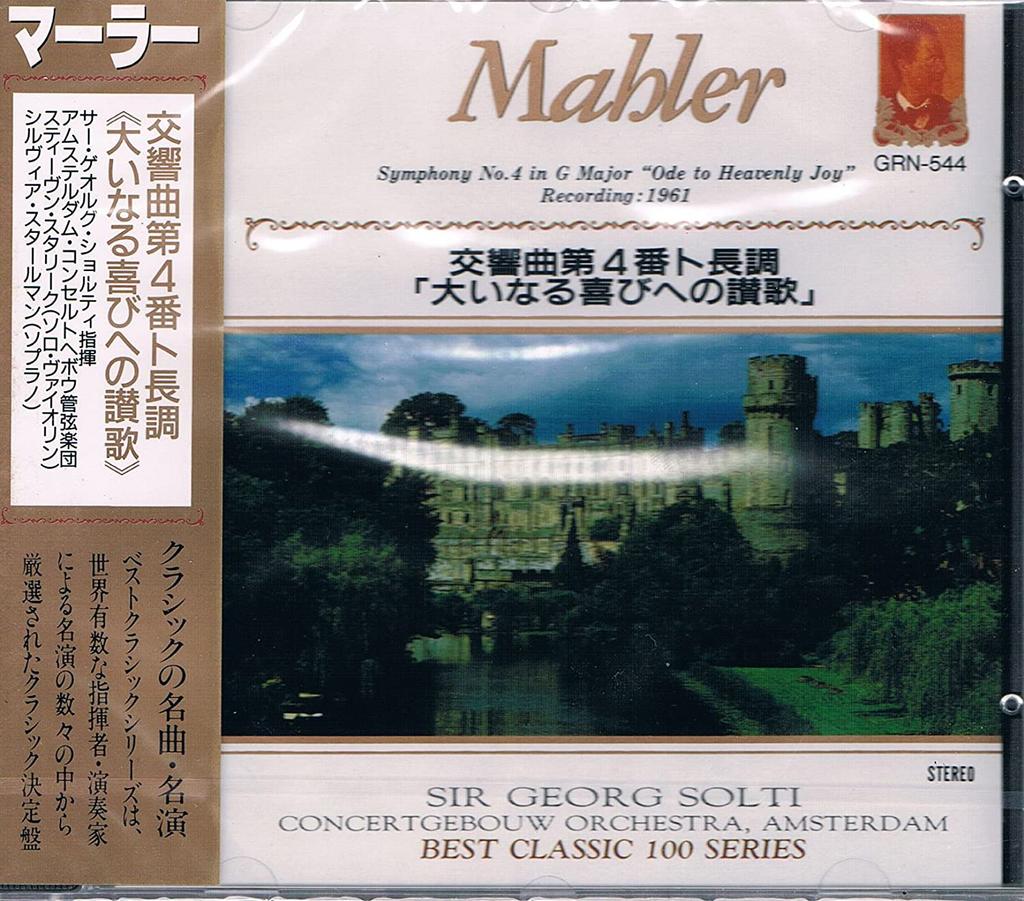 マーラー
交響曲第4番ト長調
《大いなる喜びへの讃歌》
サー・ゲオルグ・ショルティ指揮
アムステルダム・コンセルトヘボウ管弦楽団
スティーヴン・スタリーク(ソロ・ヴァイオリン)
シルヴィア・スタールマン(ソプラノ)
クラシックの名曲・名演
ベストクラシックシリーズは、
世界有数な指揮者・演奏家
による名演の数々の中から
厳選されたクラシック決定盤
Mahler
GRN-544
Symphony No.4 in G Major “Ode to Heavenly Joy”
Recording:1961
交響曲第4番ト長調
「大いなる喜びへの讃歌」
STEREO
SIR GEORG SOLTI
CONCERTGEBOUW ORCHESTRA, AMSTERDAM
BEST CLASSIC 100 SERIES